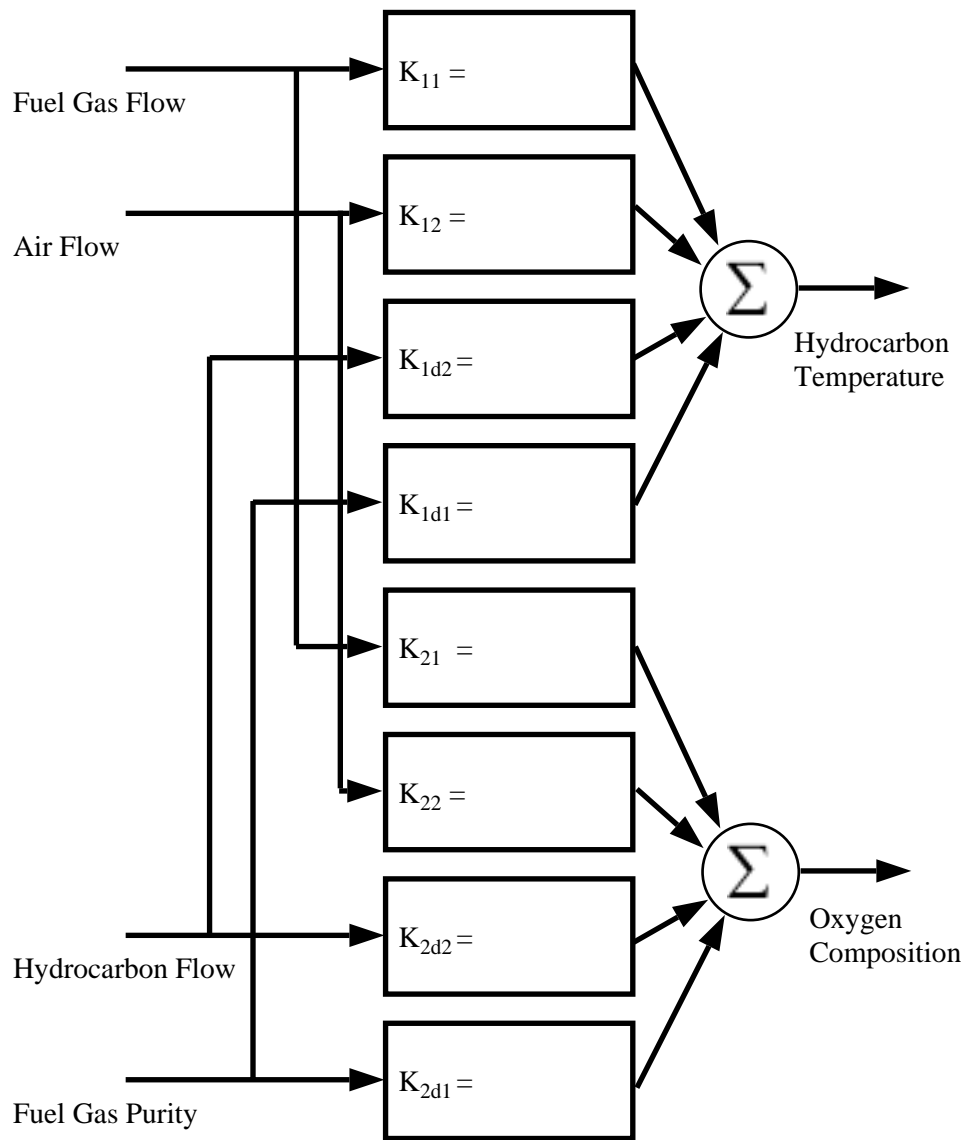 K11 =
Fuel Gas Flow
K12 =
Air Flow
Σ
Hydrocarbon
Temperature
K1d2 =
K1d1 =
K21 =
K22 =
Σ
Oxygen
Composition
K2d2 =
Hydrocarbon Flow
K2d1 =
Fuel Gas Purity